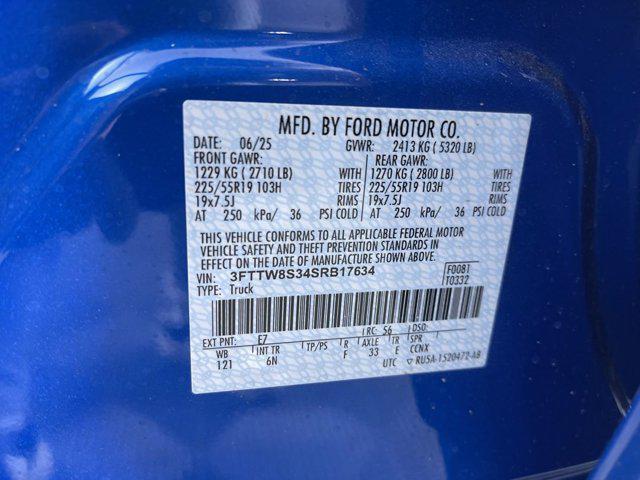 MFD. BY FORD MOTOR CO.
DATE: 06/25 GVWR: 2413 KG ( 5320 LB)
FRONT GAWR: REAR GAWR:
1229 KG ( 2710 LB) WITH 1270 KG ( 2800 LB) WITH
225/55R19 103H TIRES 225/55R19 103H TIRES
19x7.5J RIMS 19x7.5J RIMS
AT 250 kPa/ 36 PSI COLD AT 250 kPa/ 36 PSI COLD
THIS VEHICLE CONFORMS TO ALL APPLICABLE FEDERAL MOTOR
VEHICLE SAFETY AND THEFT PREVENTION STANDARDS IN
EFFECT ON THE DATE OF MANUFACTURE SHOWN ABOVE.
VIN: 3FTTW8S34SRB17634 F0081
TYPE: Truck T0332
EXT PNT: E7 RC: 56 DSO:
WB INT TR TP/PS R AXLE TR SPR
121 6N F 33 E CCNX
UTC ▽ RU5A-1520472-AB